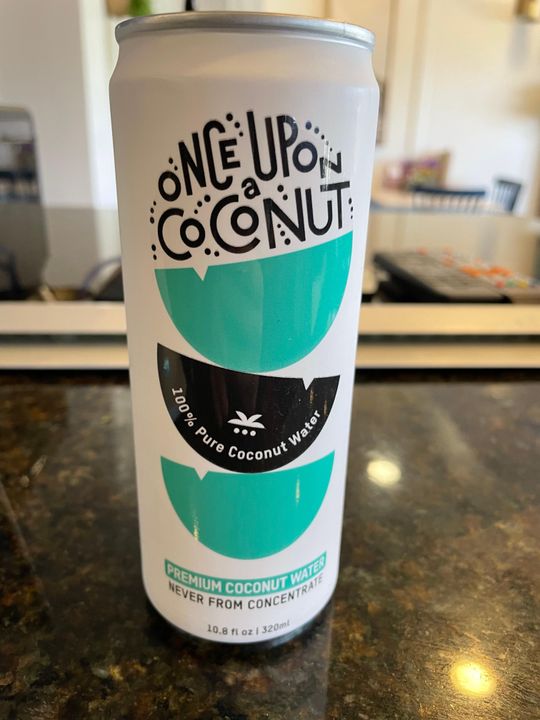 ONCE UPON
a
COCONUT
100% Pure Coconut Water
PREMIUM COCONUT WATER
NEVER FROM CONCENTRATE
10.8 fl oz | 320ml